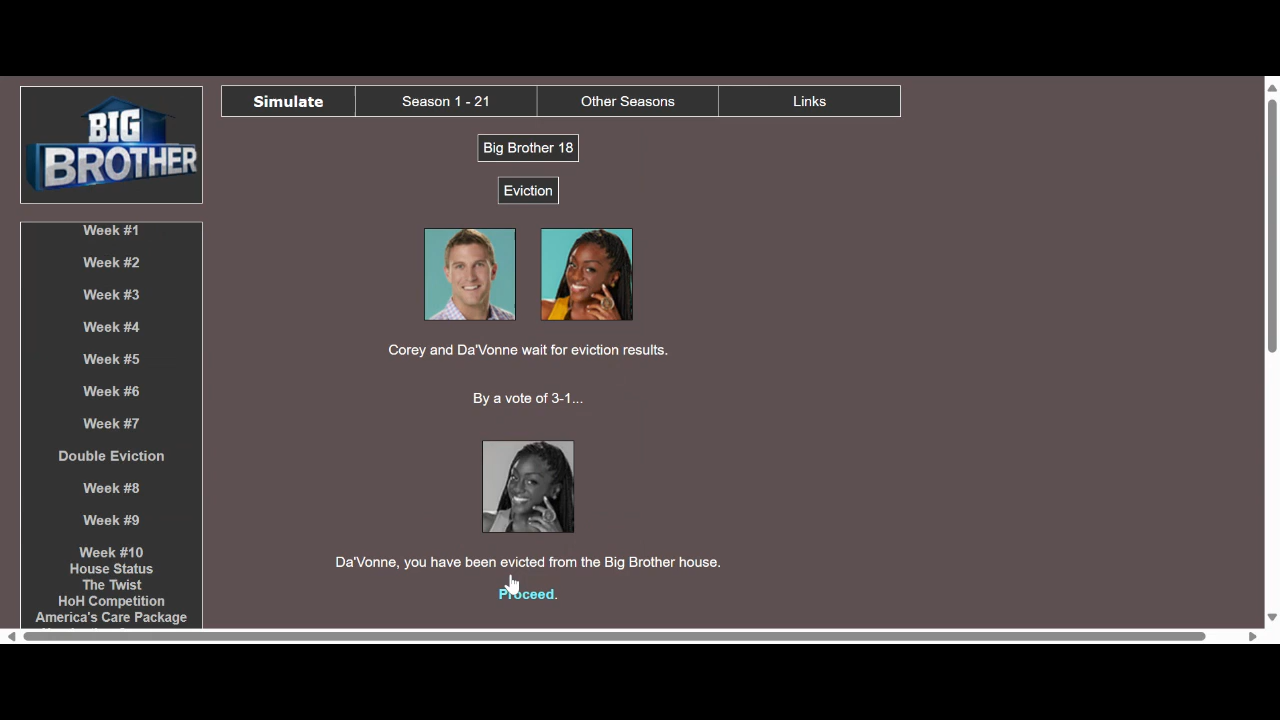 BIG
BROTHER
Simulate
Season 1 - 21
Other Seasons
Links
Big Brother 18
Eviction
Corey and Da'Vonne wait for eviction results.
By a vote of 3-1...
Da'Vonne, you have been evicted from the Big Brother house.
Proceed.
Week #1
Week #2
Week #3
Week #4
Week #5
Week #6
Week #7
Double Eviction
Week #8
Week #9
Week #10
House Status
The Twist
HoH Competition
America's Care Package